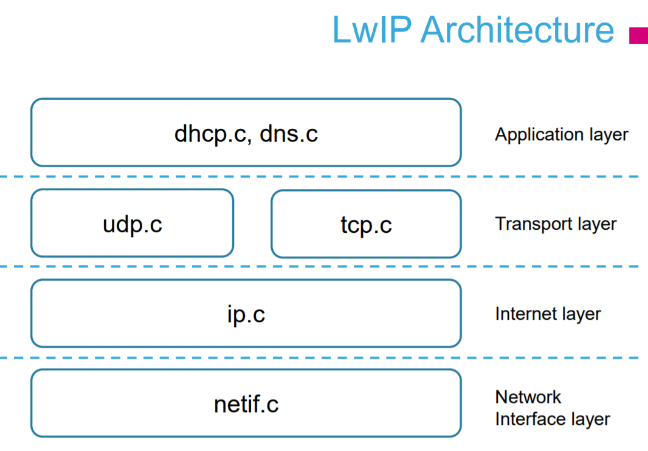 LwIP Architecture
dhcp.c, dns.c
Application layer
udp.c
tcp.c
Transport layer
ip.c
Internet layer
netif.c
Network
Interface layer